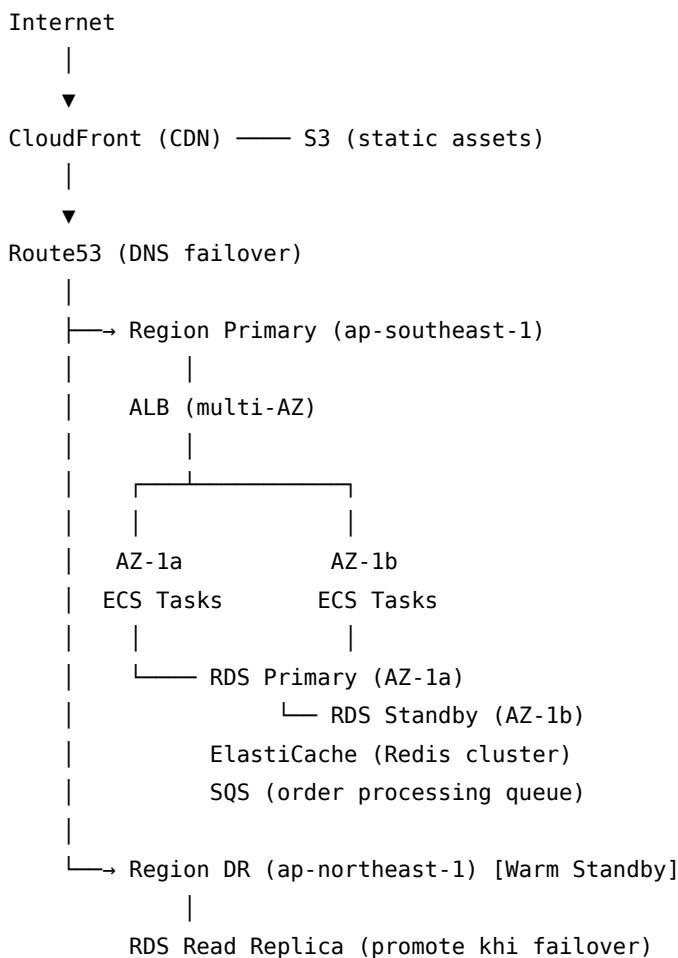 Internet
│
▼
CloudFront (CDN) ──── S3 (static assets)
│
▼
Route53 (DNS failover)
│
├──→ Region Primary (ap-southeast-1)
│ │
│ ALB (multi-AZ)
│ │
│ ┌───┴──────────┐
│ │ │
│ AZ-1a AZ-1b
│ ECS Tasks ECS Tasks
│ │ │
│ └──── RDS Primary (AZ-1a)
│ └── RDS Standby (AZ-1b)
│ ElastiCache (Redis cluster)
│ SQS (order processing queue)
│
└──→ Region DR (ap-northeast-1) [Warm Standby]
│
RDS Read Replica (promote khi failover)